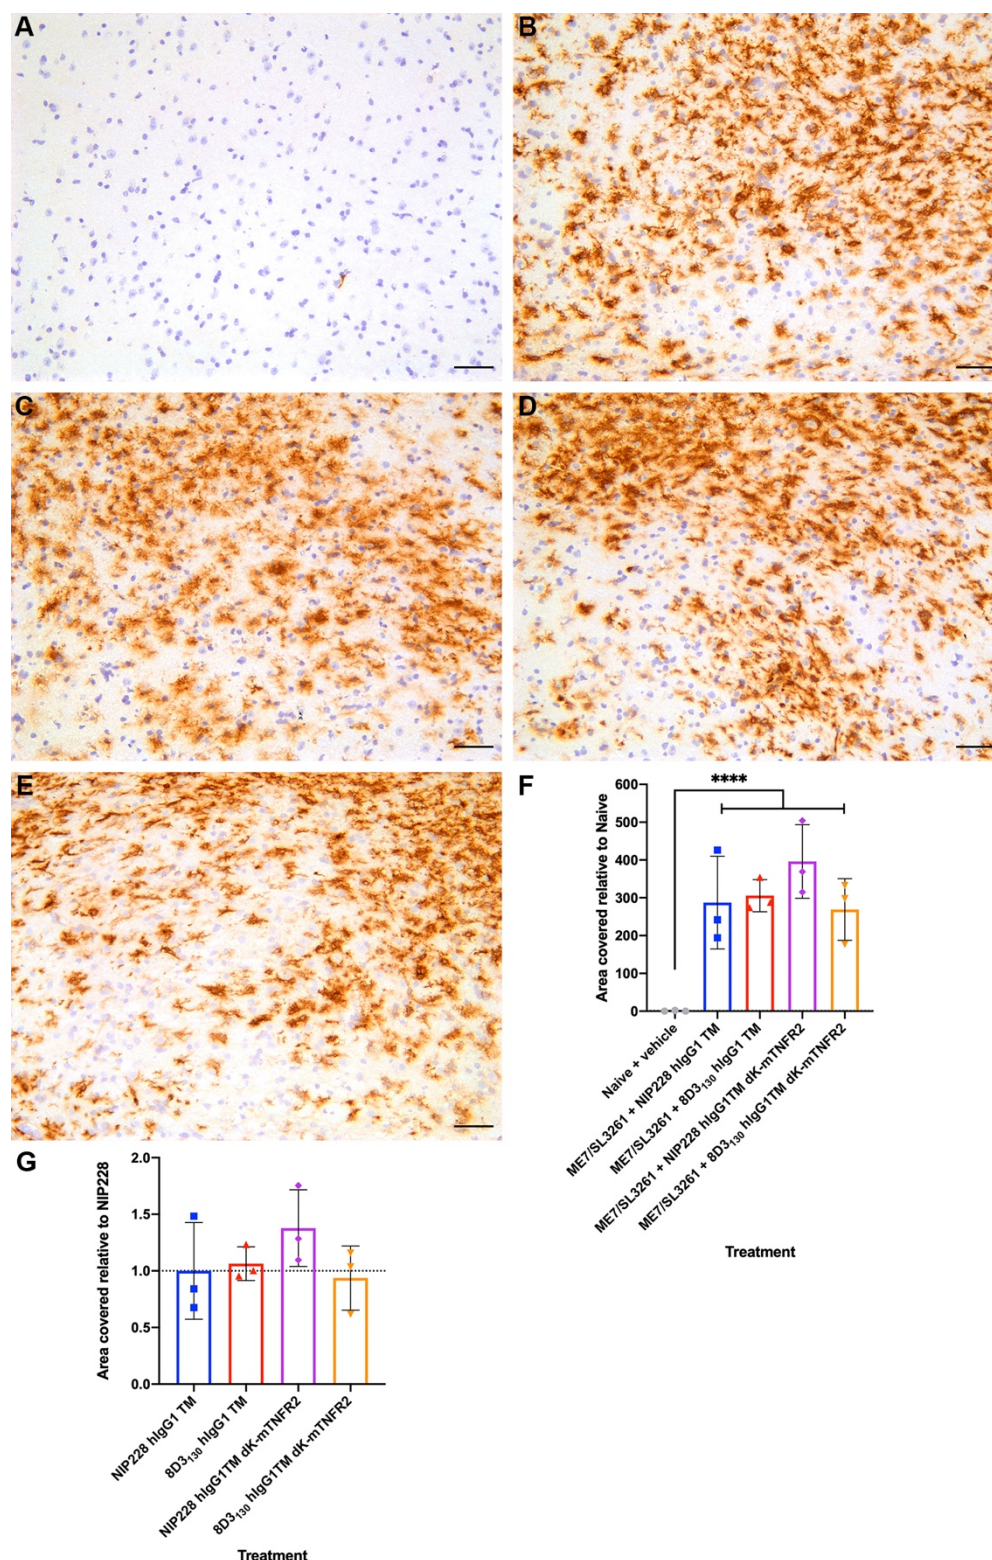 A
B
C
D
E
F
****
Area covered relative to Naive
600
500
400
300
200
100
0
Naive + vehicle
ME7/SL3261 + NIP228 hIgG1 TM
ME7/SL3261 + 8D3₁₃₀ hIgG1 TM
ME7/SL3261 + NIP228 hIgG1TM dK-mTNFR2
ME7/SL3261 + 8D3₁₃₀ hIgG1TM dK-mTNFR2
Treatment
G
Area covered relative to NIP228
2.0
1.5
1.0
0.5
0.0
NIP228 hIgG1 TM
8D3₁₃₀ hIgG1 TM
NIP228 hIgG1TM dK-mTNFR2
8D3₁₃₀ hIgG1TM dK-mTNFR2
Treatment